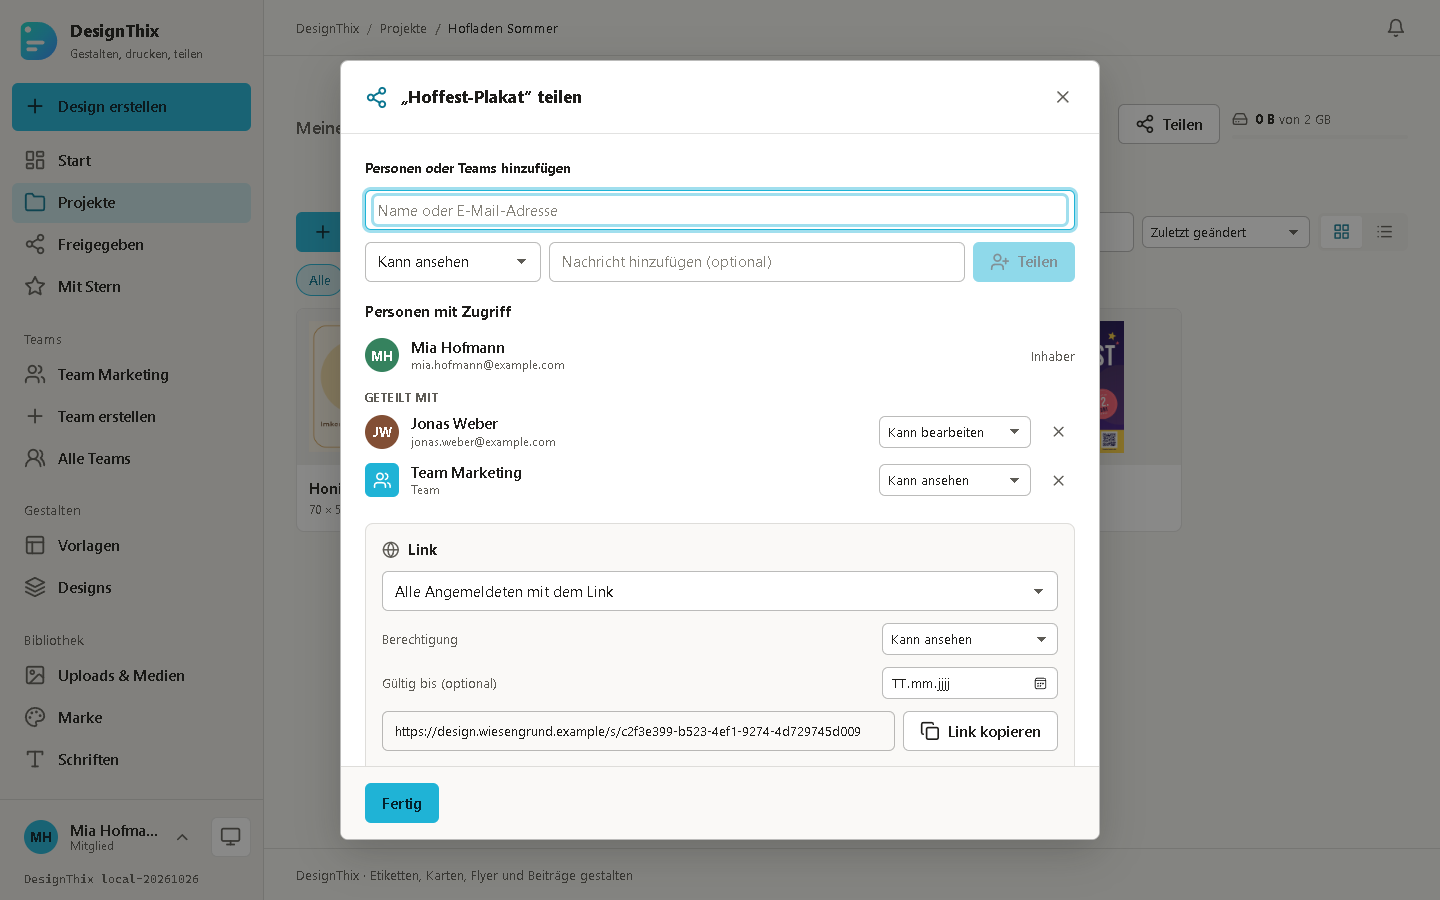 DesignThix
Gestalten, drucken, teilen
Design erstellen
Start
Projekte
Freigegeben
Mit Stern
Teams
Team Marketing
Team erstellen
Alle Teams
Gestalten
Vorlagen
Designs
Bibliothek
Uploads & Medien
Marke
Schriften
MH
Mia Hofma...
Mitglied
DesignThix local-20261026
DesignThix / Projekte / Hofladen Sommer
Teilen
0 B von 2 GB
Zuletzt geändert
Alle
70 × 5
„Hoffest-Plakat“ teilen
Personen oder Teams hinzufügen
Name oder E-Mail-Adresse
Kann ansehen
Nachricht hinzufügen (optional)
Teilen
Personen mit Zugriff
MH
Mia Hofmann
mia.hofmann@example.com
Inhaber
GETEILT MIT
JW
Jonas Weber
jonas.weber@example.com
Kann bearbeiten
Team Marketing
Team
Kann ansehen
Link
Alle Angemeldeten mit dem Link
Berechtigung
Kann ansehen
Gültig bis (optional)
TT.mm.jjjj
https://design.wiesengrund.example/s/c2f3e399-b523-4ef1-9274-4d729745d009
Link kopieren
Fertig
DesignThix · Etiketten, Karten, Flyer und Beiträge gestalten